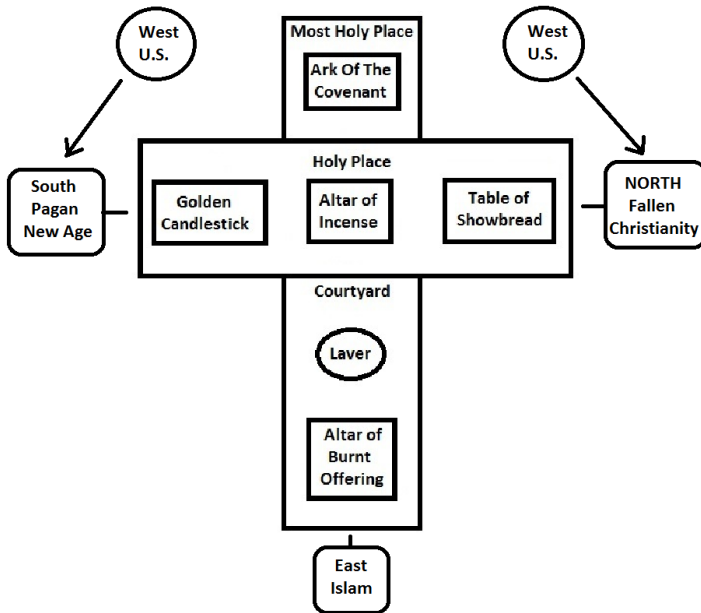 West
U.S.
Most Holy Place
Ark Of The
Covenant
West
U.S.
Holy Place
South
Pagan
New Age
Golden
Candlestick
Altar of
Incense
Table of
Showbread
NORTH
Fallen
Christianity
Courtyard
Laver
Altar of
Burnt
Offering
East
Islam